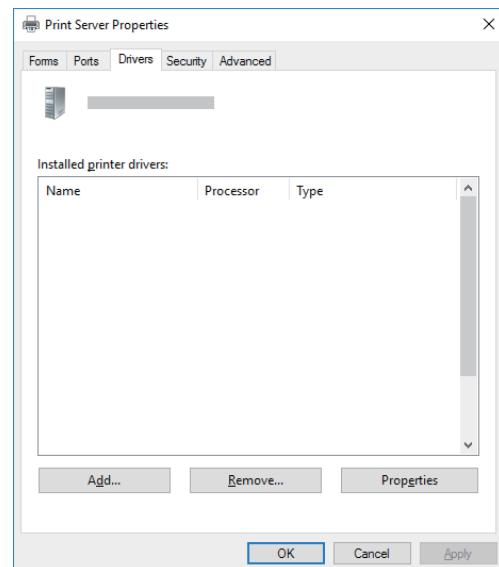 Print Server Properties
Forms Ports Drivers Security Advanced
Installed printer drivers:
Name Processor Type
Add... Remove... Properties
OK Cancel Apply